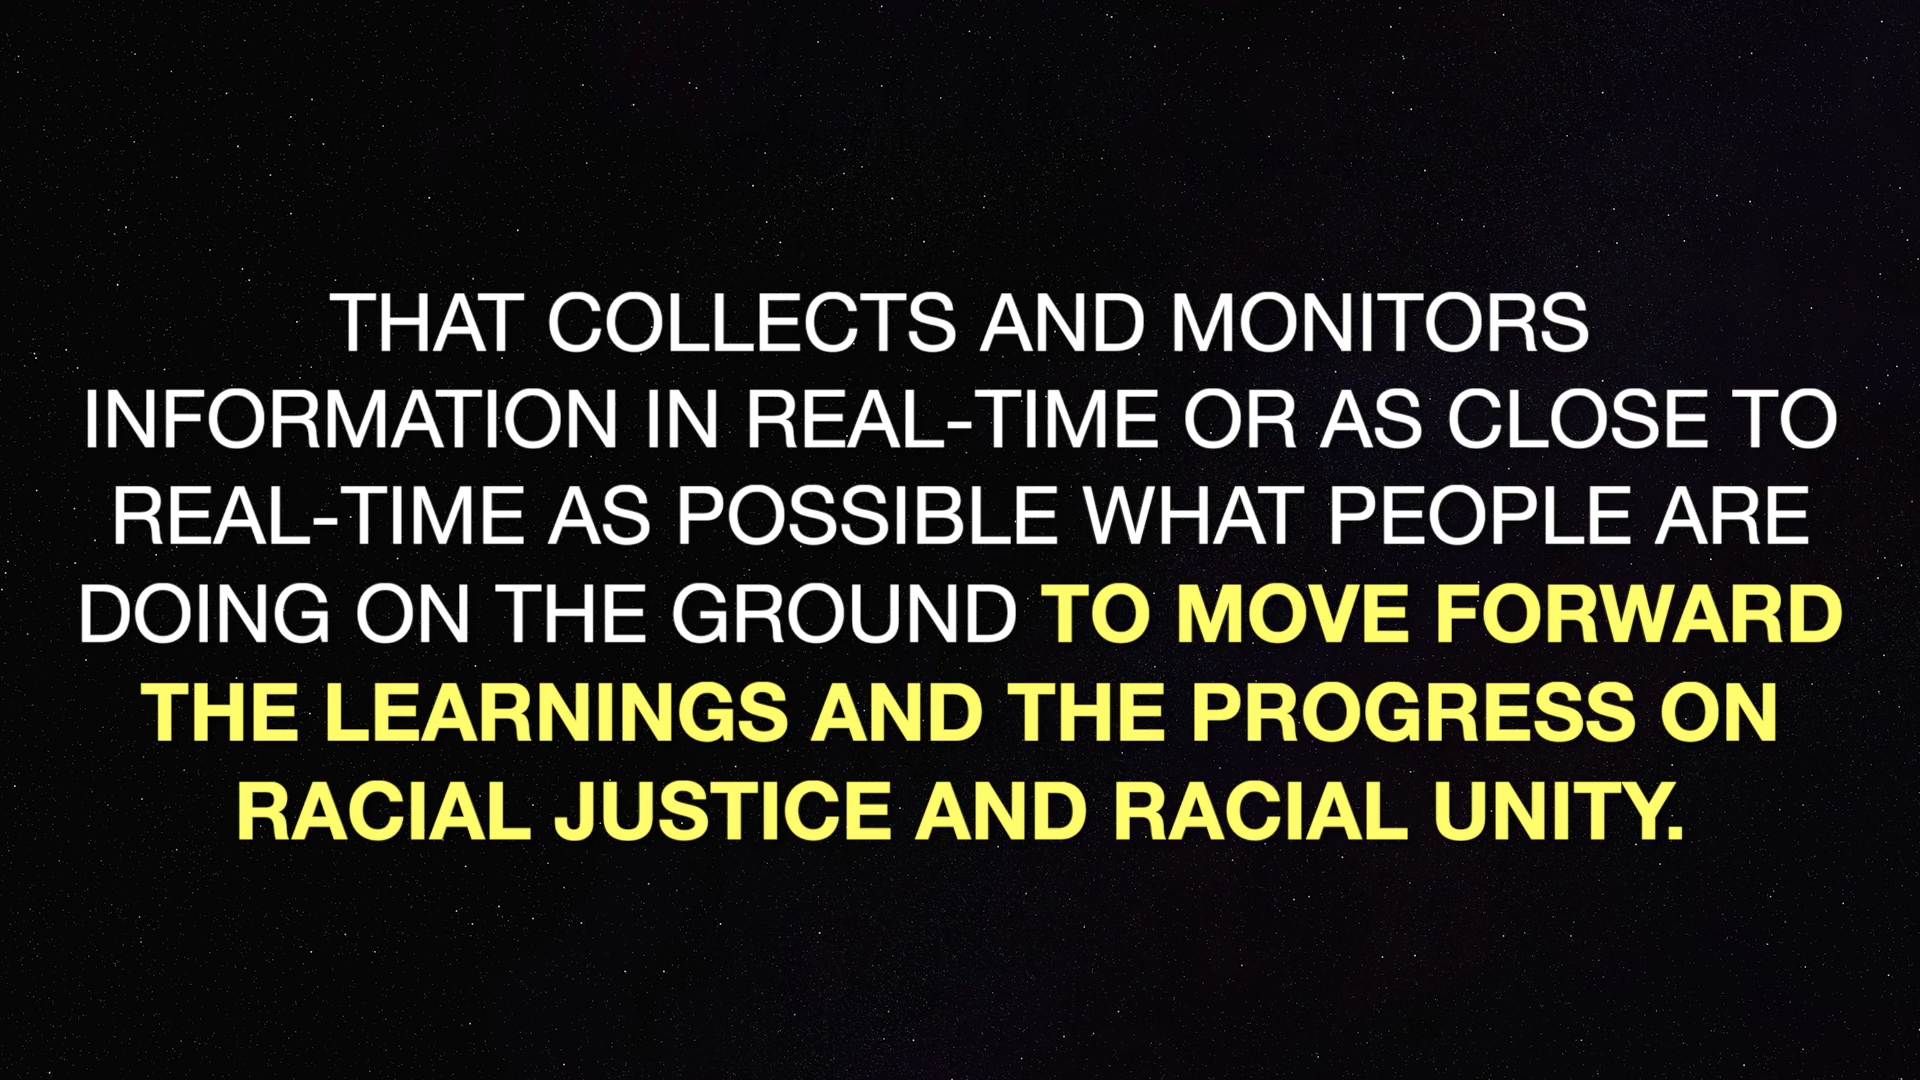 THAT COLLECTS AND MONITORS
INFORMATION IN REAL-TIME OR AS CLOSE TO
REAL-TIME AS POSSIBLE WHAT PEOPLE ARE
DOING ON THE GROUND TO MOVE FORWARD
THE LEARNINGS AND THE PROGRESS ON
RACIAL JUSTICE AND RACIAL UNITY.